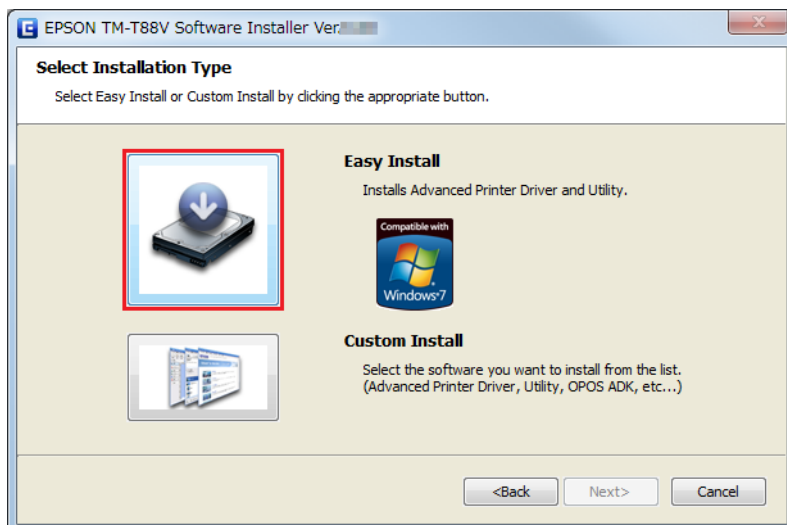 EPSON TM-T88V Software Installer Ver.
Select Installation Type
Select Easy Install or Custom Install by clicking the appropriate button.
Easy Install
Installs Advanced Printer Driver and Utility.
Compatible with
Windows 7
Custom Install
Select the software you want to install from the list.
(Advanced Printer Driver, Utility, OPOS ADK, etc...)
<Back
Next>
Cancel